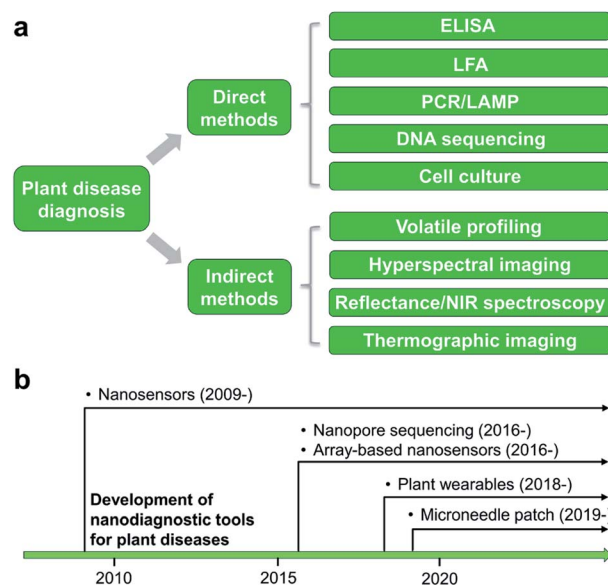 a
Plant disease
diagnosis
Direct
methods
ELISA
LFA
PCR/LAMP
DNA sequencing
Cell culture
Indirect
methods
Volatile profiling
Hyperspectral imaging
Reflectance/NIR spectroscopy
Thermographic imaging
b
• Nanosensors (2009-)
• Nanopore sequencing (2016-)
• Array-based nanosensors (2016-)
• Plant wearables (2018-)
• Microneedle patch (2019-)
Development of
nanodiagnostic tools
for plant diseases
2010 2015 2020